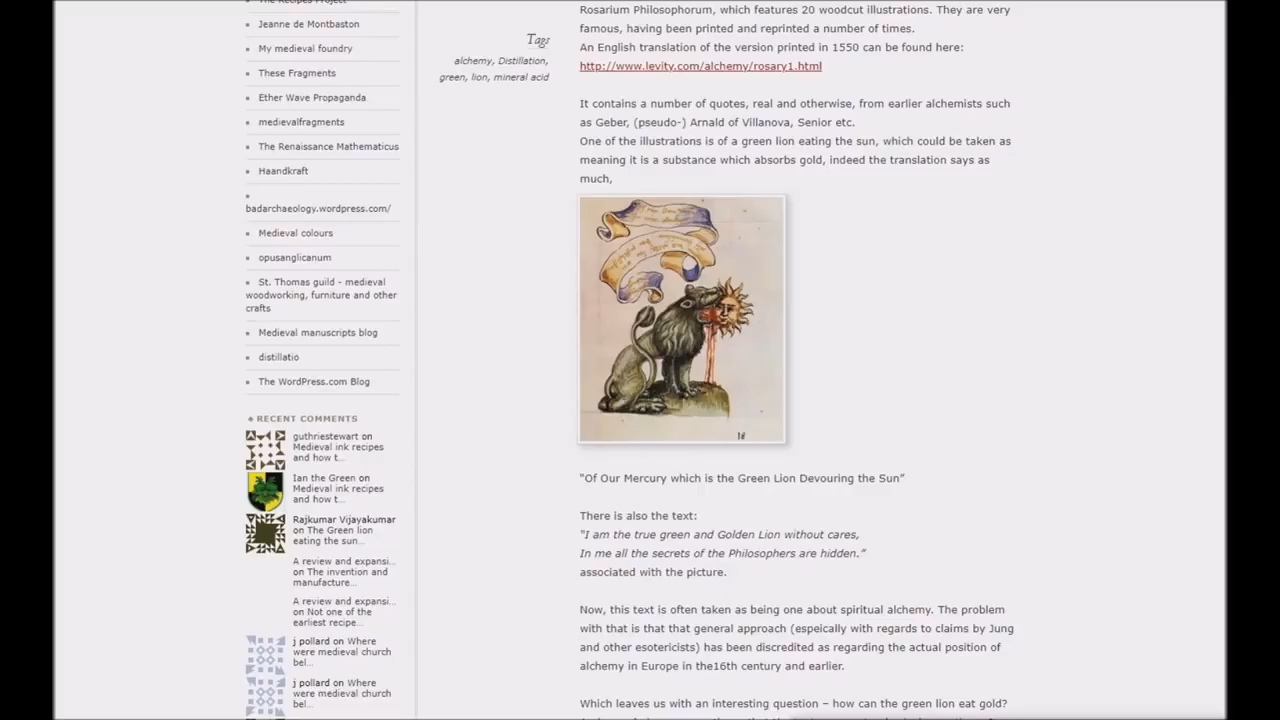 The Recipes Project
Jeanne de Montbaston
My medieval foundry
These Fragments
Ether Wave Propaganda
medievalfragments
The Renaissance Mathematicus
Haandkraft
badarchaeology.wordpress.com/
Medieval colours
opusanglicanum
St. Thomas guild - medieval
woodworking, furniture and other
crafts
Medieval manuscripts blog
distillatio
The WordPress.com Blog
RECENT COMMENTS
guthriestewart on
Medieval ink recipes
and how t...
Ian the Green on
Medieval ink recipes
and how t...
Rajkumar Vijayakumar
on The Green lion
eating the sun...
A review and expansi...
on The invention and
manufacture...
A review and expansi...
on Not one of the
earliest recipe...
j pollard on Where
were medieval church
bel...
j pollard on Where
were medieval church
bel...
Tags
alchemy, Distillation,
green, lion, mineral acid
Rosarium Philosophorum, which features 20 woodcut illustrations. They are very
famous, having been printed and reprinted a number of times.
An English translation of the version printed in 1550 can be found here:
http://www.levity.com/alchemy/rosary1.html
It contains a number of quotes, real and otherwise, from earlier alchemists such
as Geber, (pseudo-) Arnald of Villanova, Senior etc.
One of the illustrations is of a green lion eating the sun, which could be taken as
meaning it is a substance which absorbs gold, indeed the translation says as
much,
18
“Of Our Mercury which is the Green Lion Devouring the Sun”
There is also the text:
“I am the true green and Golden Lion without cares,
In me all the secrets of the Philosophers are hidden.”
associated with the picture.
Now, this text is often taken as being one about spiritual alchemy. The problem
with that is that that general approach (espeically with regards to claims by Jung
and other esotericists) has been discredited as regarding the actual position of
alchemy in Europe in the16th century and earlier.
Which leaves us with an interesting question – how can the green lion eat gold?